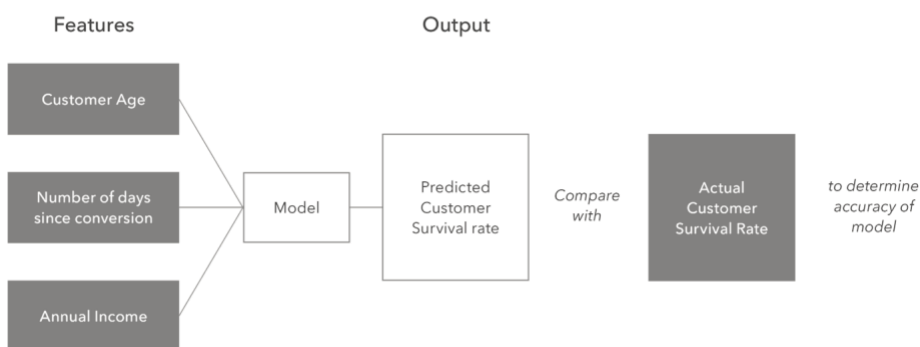 Features
Output
Customer Age
Number of days
since conversion
Annual Income
Model
Predicted
Customer
Survival rate
Compare
with
Actual
Customer
Survival Rate
to determine
accuracy of
model